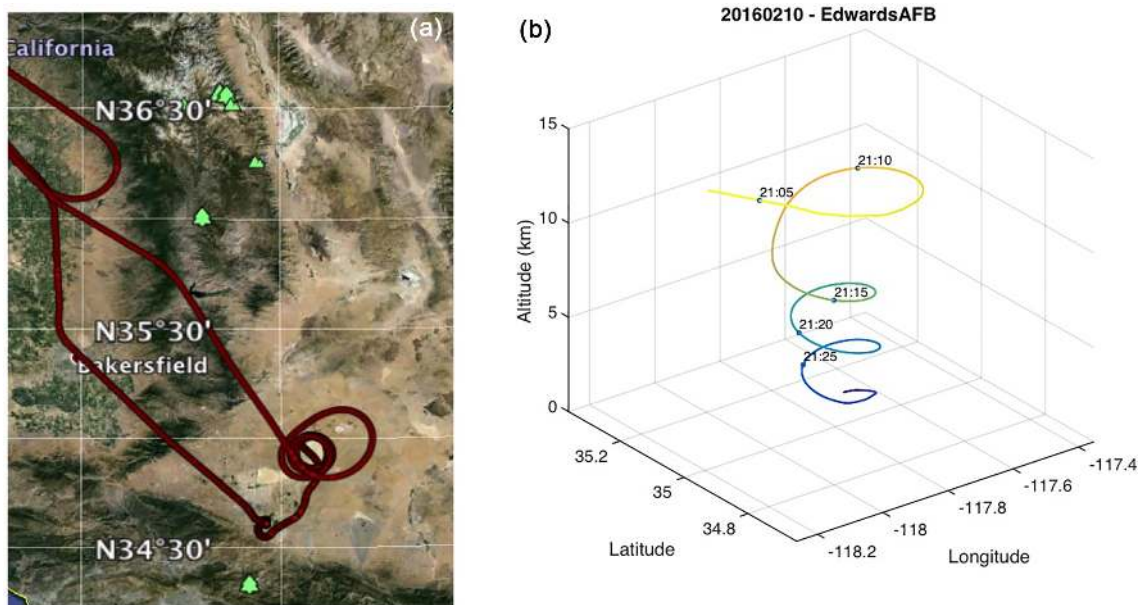 (a)
California
N36°30'
N35°30'
Bakersfield
N34°30'
(b)
20160210 - EdwardsAFB
15
10
5
0
Altitude (km)
21:10
21:05
21:15
21:20
21:25
35.2
35
34.8
Latitude
-118.2
-118
-117.8
-117.6
-117.4
Longitude